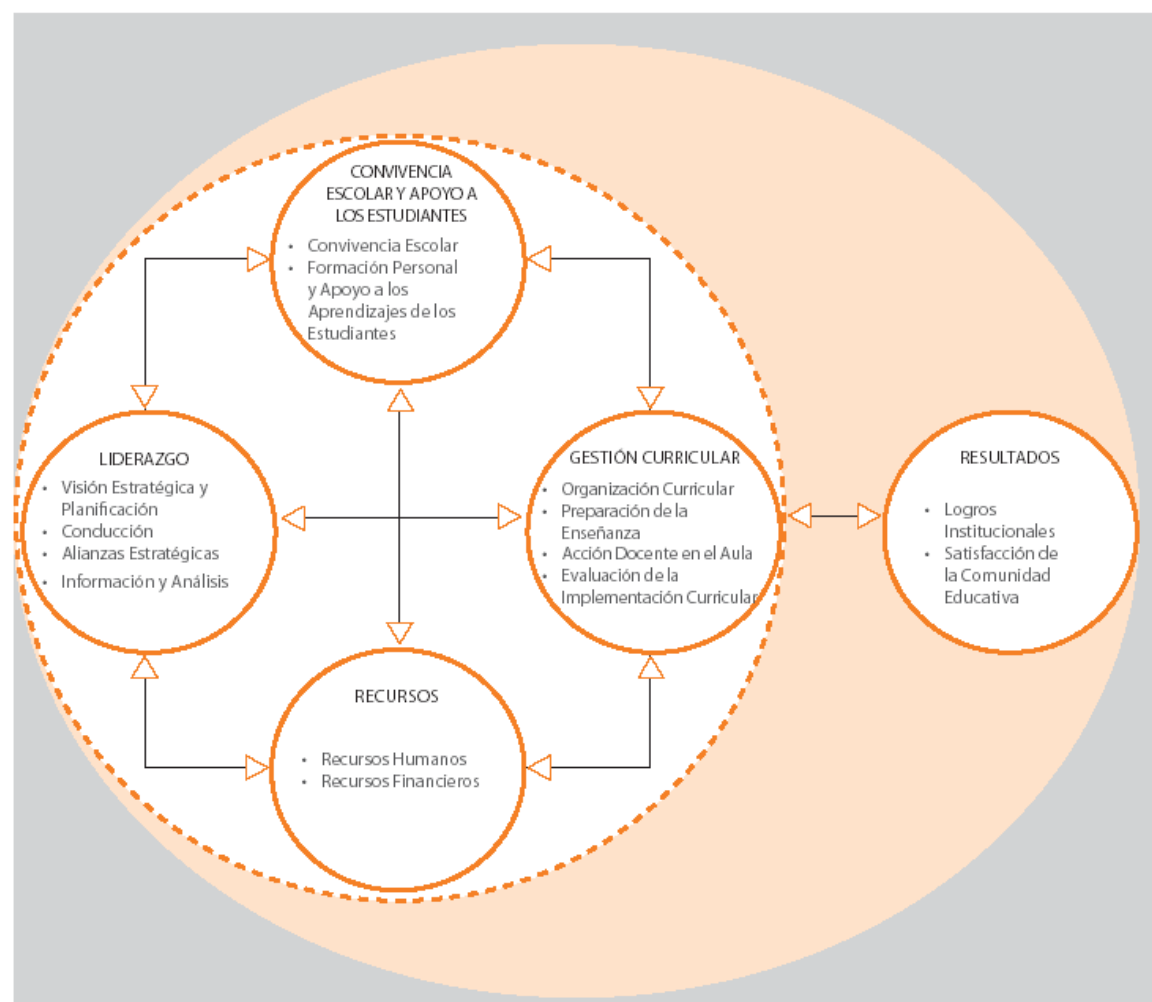 CONVIVENCIA
ESCOLAR Y APOYO A
LOS ESTUDIANTES
• Convivencia Escolar
• Formación Personal
y Apoyo a los
Aprendizajes de los
Estudiantes
LIDERAZGO
• Visión Estratégica y
Planificación
• Conducción
• Alianzas Estratégicas
• Información y Análisis
GESTIÓN CURRICULAR
• Organización Curricular
• Preparación de la
Enseñanza
• Acción Docente en el Aula
• Evaluación de la
Implementación Curricular
RESULTADOS
• Logros
Institucionales
• Satisfacción de
la Comunidad
Educativa
RECURSOS
• Recursos Humanos
• Recursos Financieros